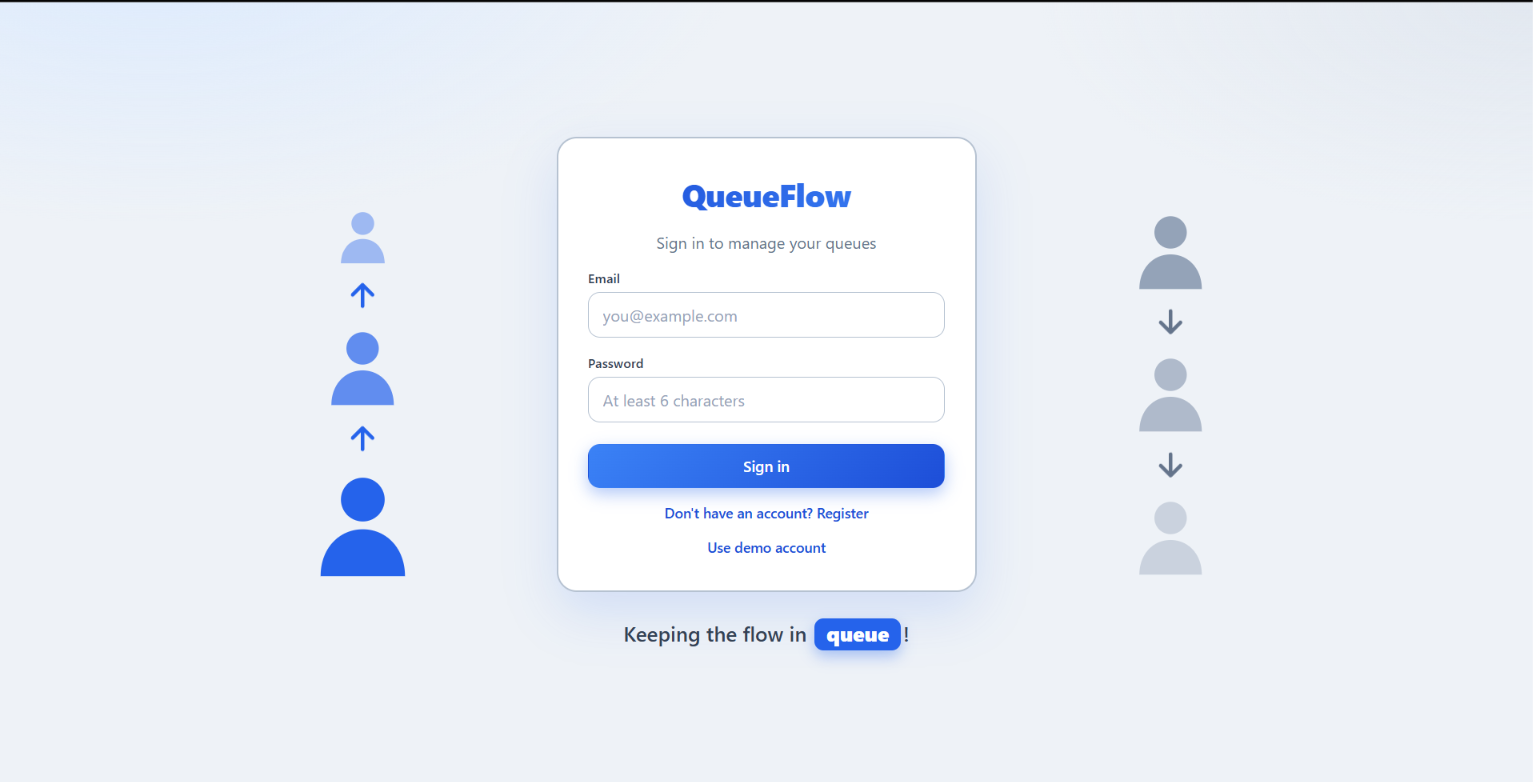 QueueFlow
Sign in to manage your queues
Email
you@example.com
Password
At least 6 characters
Sign in
Don't have an account? Register
Use demo account
Keeping the flow in queue!